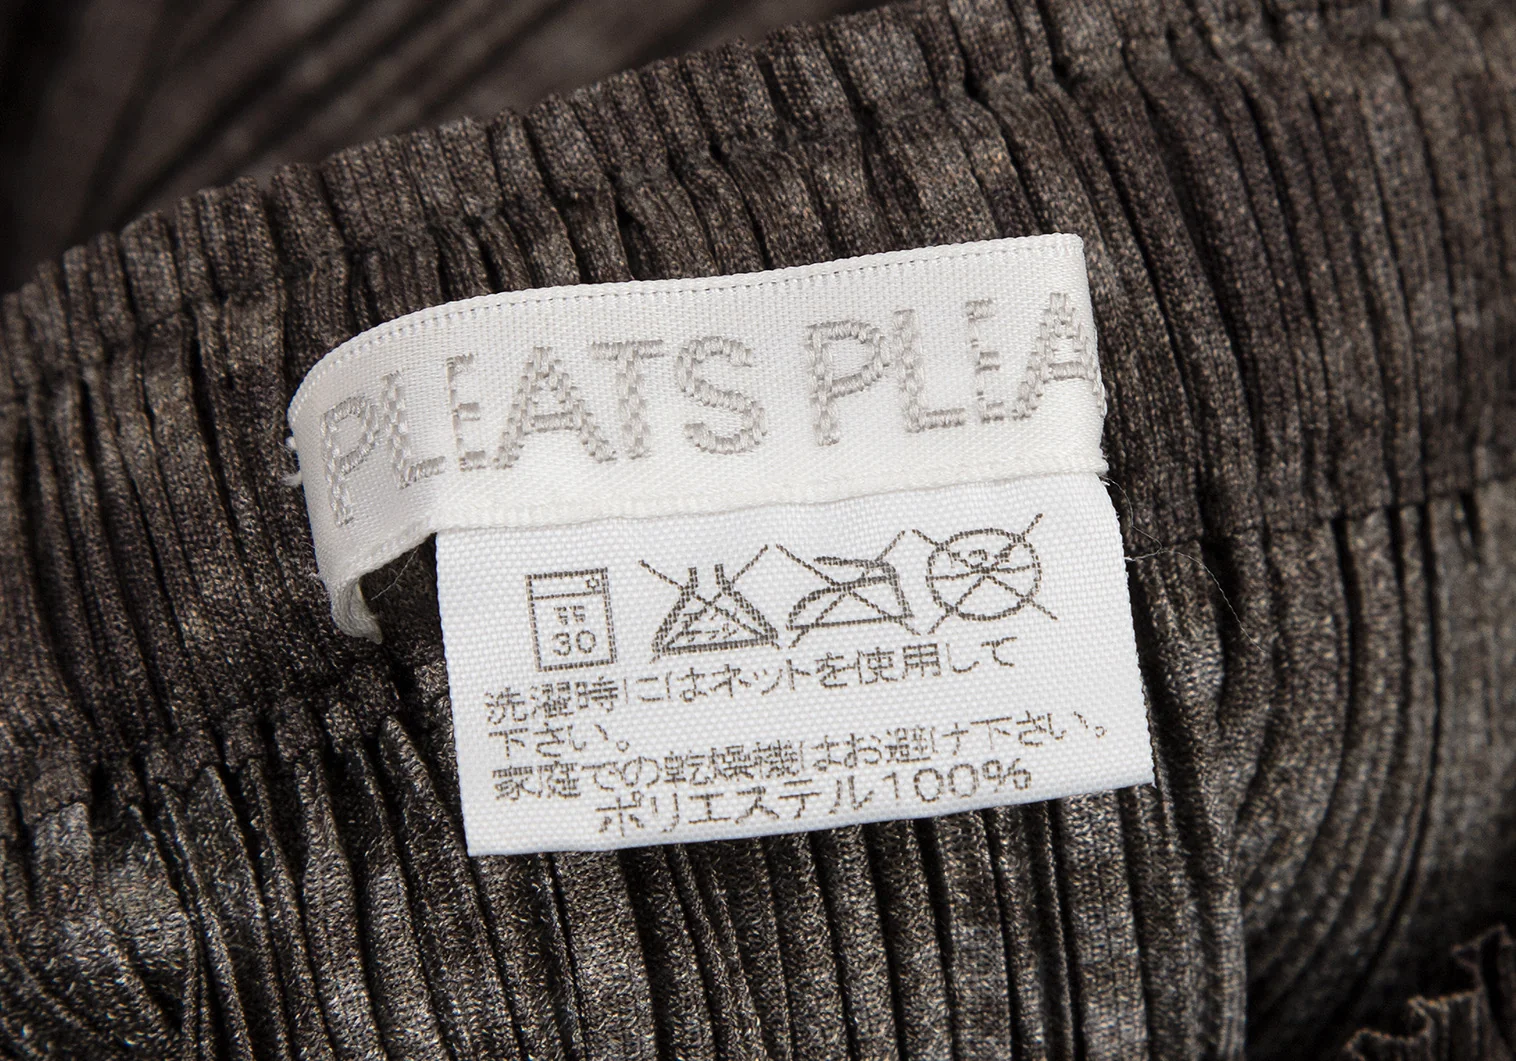 PLEATS PLEA
弱
30
洗濯時にはネットを使用して
下さい。
家庭での乾燥機はお避け下さい。
ポリエステル100%